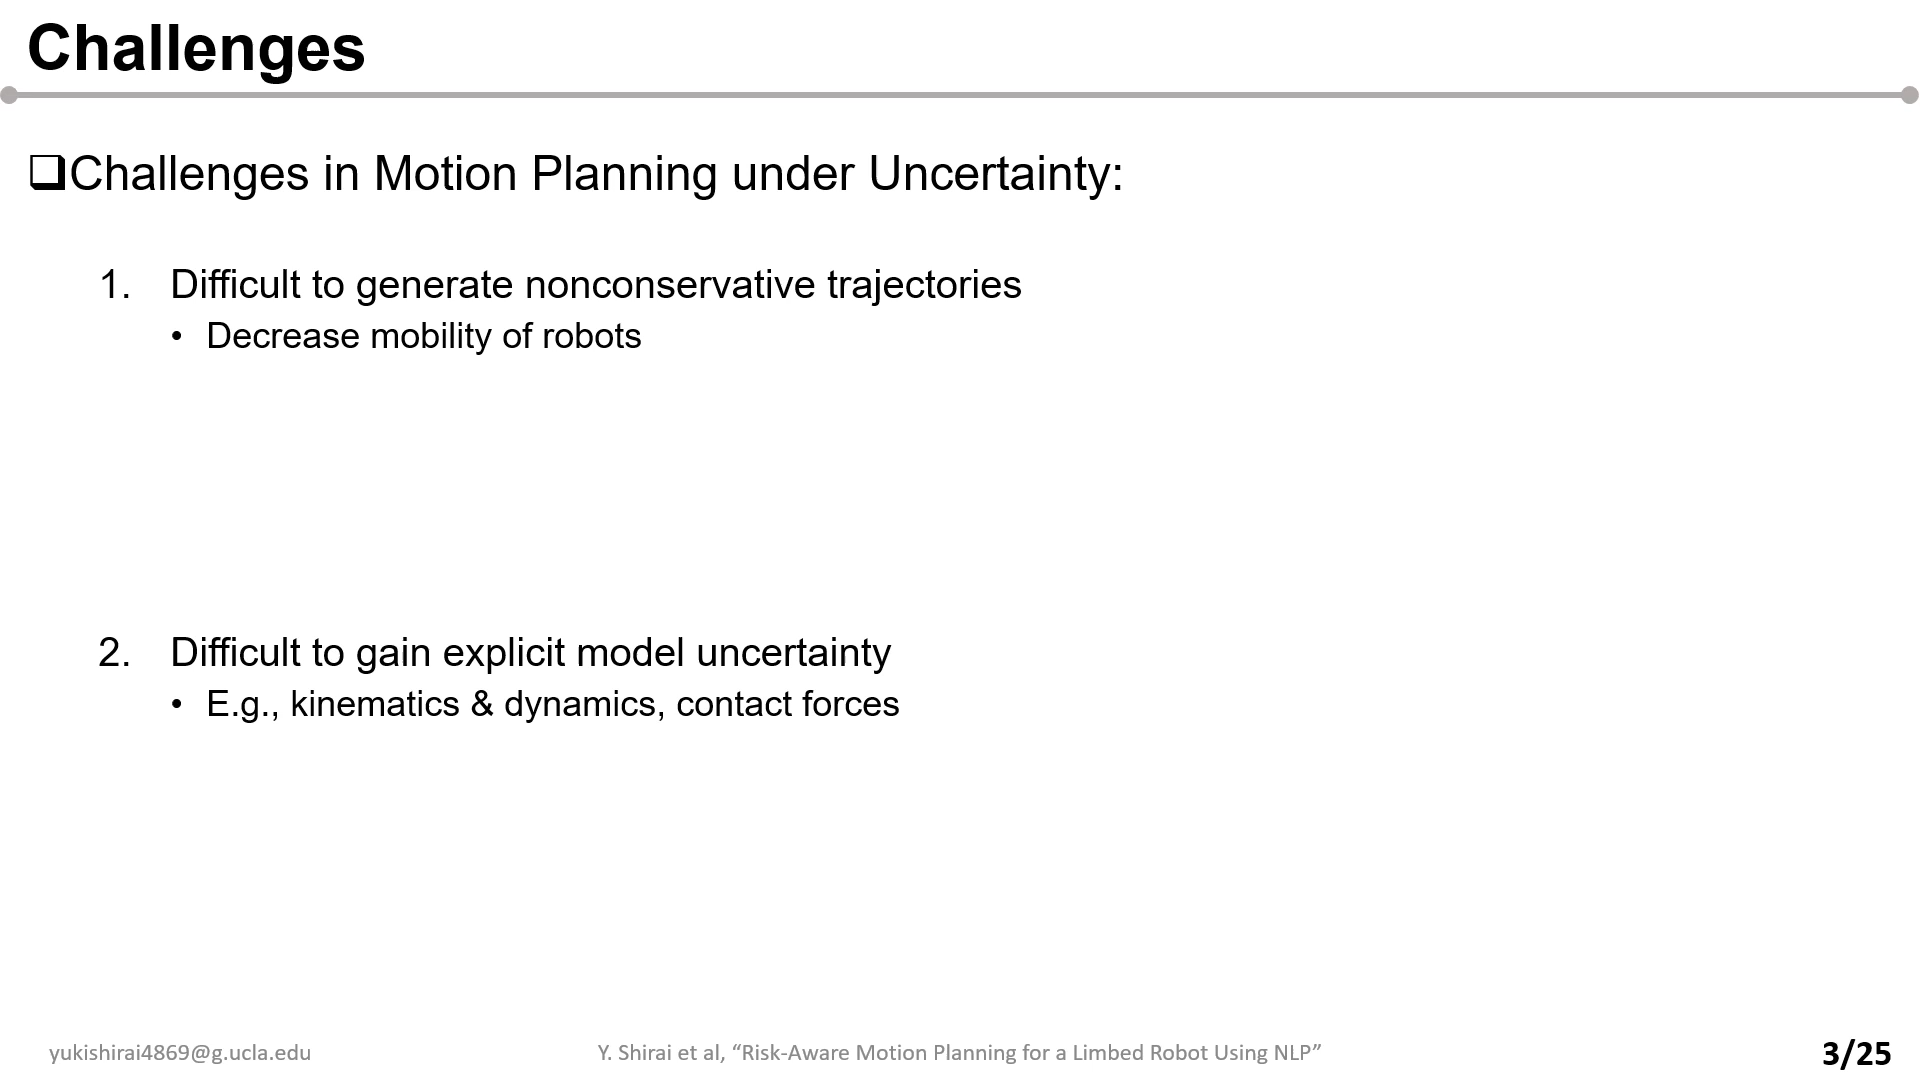 Challenges
❑Challenges in Motion Planning under Uncertainty:
1. Difficult to generate nonconservative trajectories
• Decrease mobility of robots
2. Difficult to gain explicit model uncertainty
• E.g., kinematics & dynamics, contact forces
yukishirai4869@g.ucla.edu
Y. Shirai et al, “Risk-Aware Motion Planning for a Limbed Robot Using NLP”
3/25